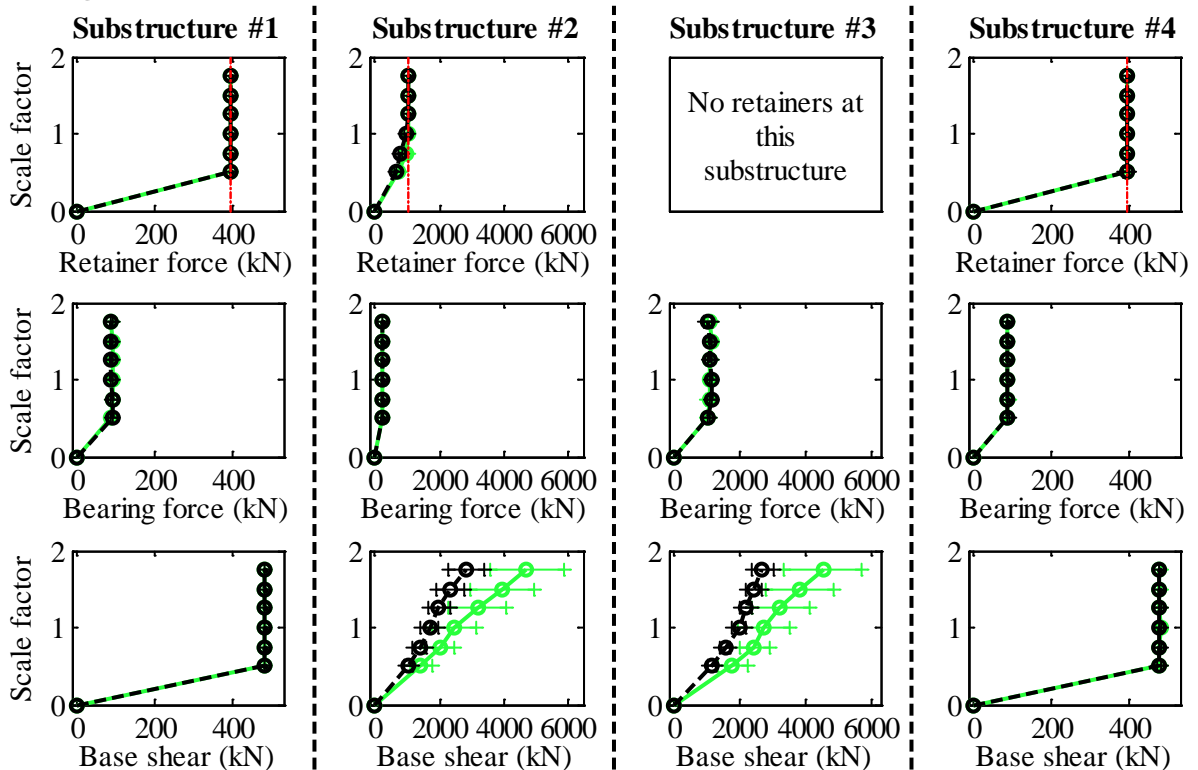 Substructure #1 Substructure #2 Substructure #3 Substructure #4
Scale factor
2
1
0
0 200 400
Retainer force (kN)
2
1
0
0 2000 4000 6000
Retainer force (kN)
No retainers at
this
substructure
2
1
0
0 200 400
Retainer force (kN)
Scale factor
2
1
0
0 200 400
Bearing force (kN)
2
1
0
0 2000 4000 6000
Bearing force (kN)
2
1
0
0 2000 4000 6000
Bearing force (kN)
2
1
0
0 200 400
Bearing force (kN)
Scale factor
2
1
0
0 200 400
Base shear (kN)
2
1
0
0 2000 4000 6000
Base shear (kN)
2
1
0
0 2000 4000 6000
Base shear (kN)
2
1
0
0 200 400
Base shear (kN)